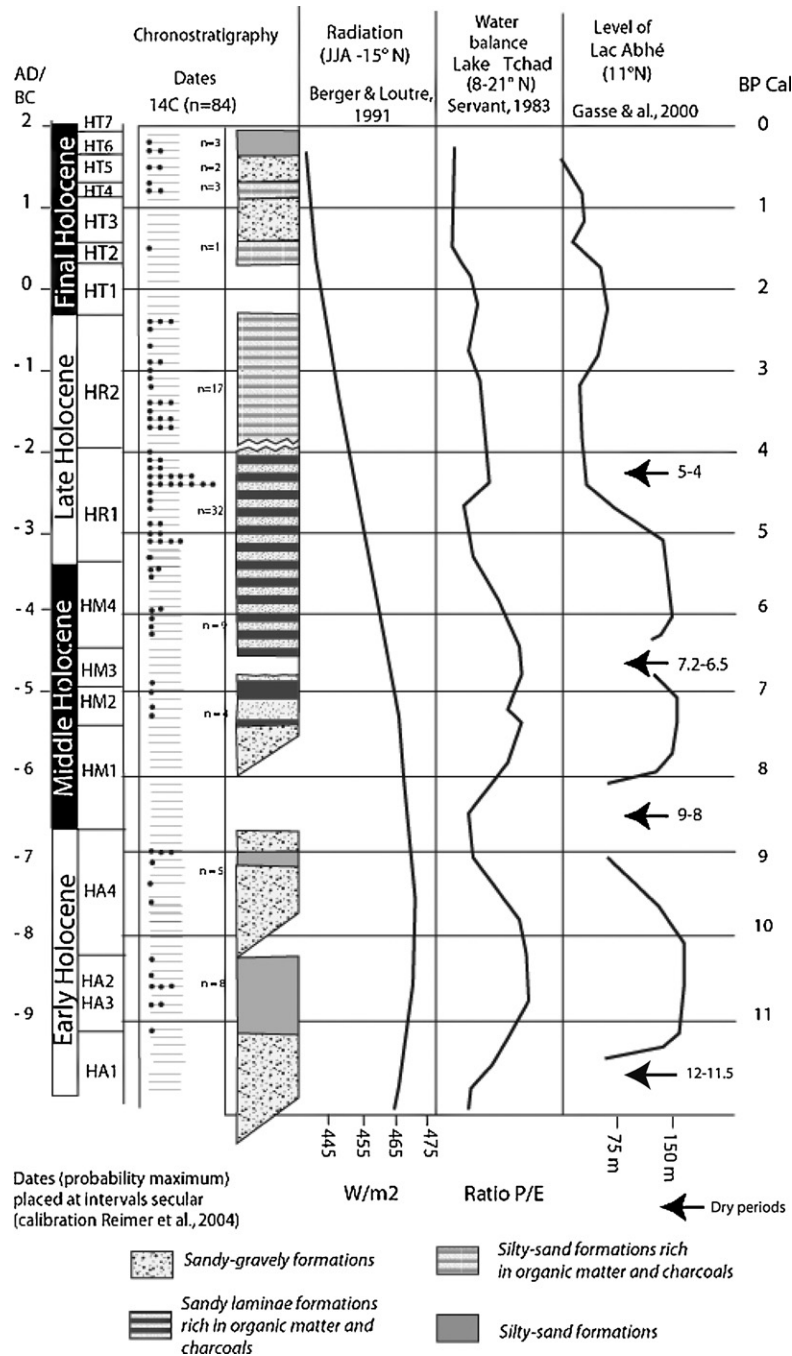 Chronostratigraphy
Radiation
(JJA -15° N)
Water
balance
Lake Tchad
(8-21° N)
Servant, 1983
Level of
Lac Abhé
(11°N)
AD/
BC
Dates
14C (n=84)
Berger & Loutre,
1991
Gasse & al., 2000
BP Cal
2
HT7
0
HT6
n=3
HT5
n=2
HT4
n=3
1
1
HT3
HT2
n=1
0
HT1
2
Final Holocene
- 1
3
HR2
n=17
- 2
4
5-4
Late Holocene
HR1
n=32
- 3
5
- 4
HM4
n = 9
6
HM3
7.2-6.5
- 5
7
HM2
n = 4
Middle Holocene
- 6
HM1
8
9-8
- 7
9
HA4
n = 5
- 8
10
HA2
n=8
HA3
- 9
11
Early Holocene
HA1
12-11.5
445
455
465
475
75 m
150 m
Dates (probability maximum)
placed at intervals secular
(calibration Reimer et al., 2004)
W/m2
Ratio P/E
Dry periods
Sandy-gravely formations
Silty-sand formations rich
in organic matter and charcoals
Sandy laminae formations
rich in organic matter and
charcoals
Silty-sand formations